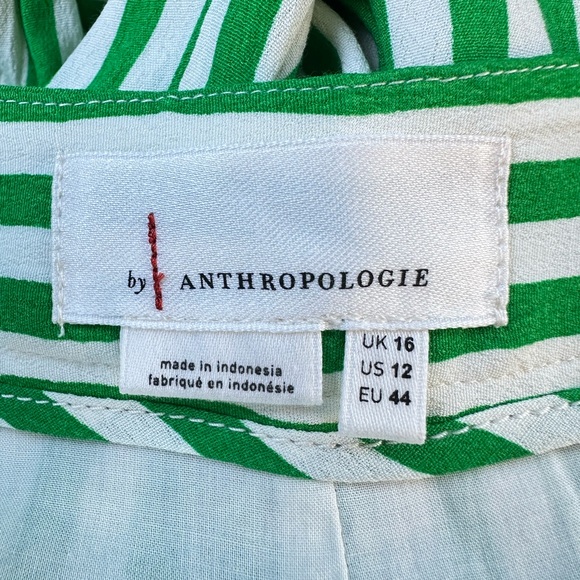 by ANTHROPOLOGIE
made in indonesia
fabriqué en indonésie
UK 16
US 12
EU 44